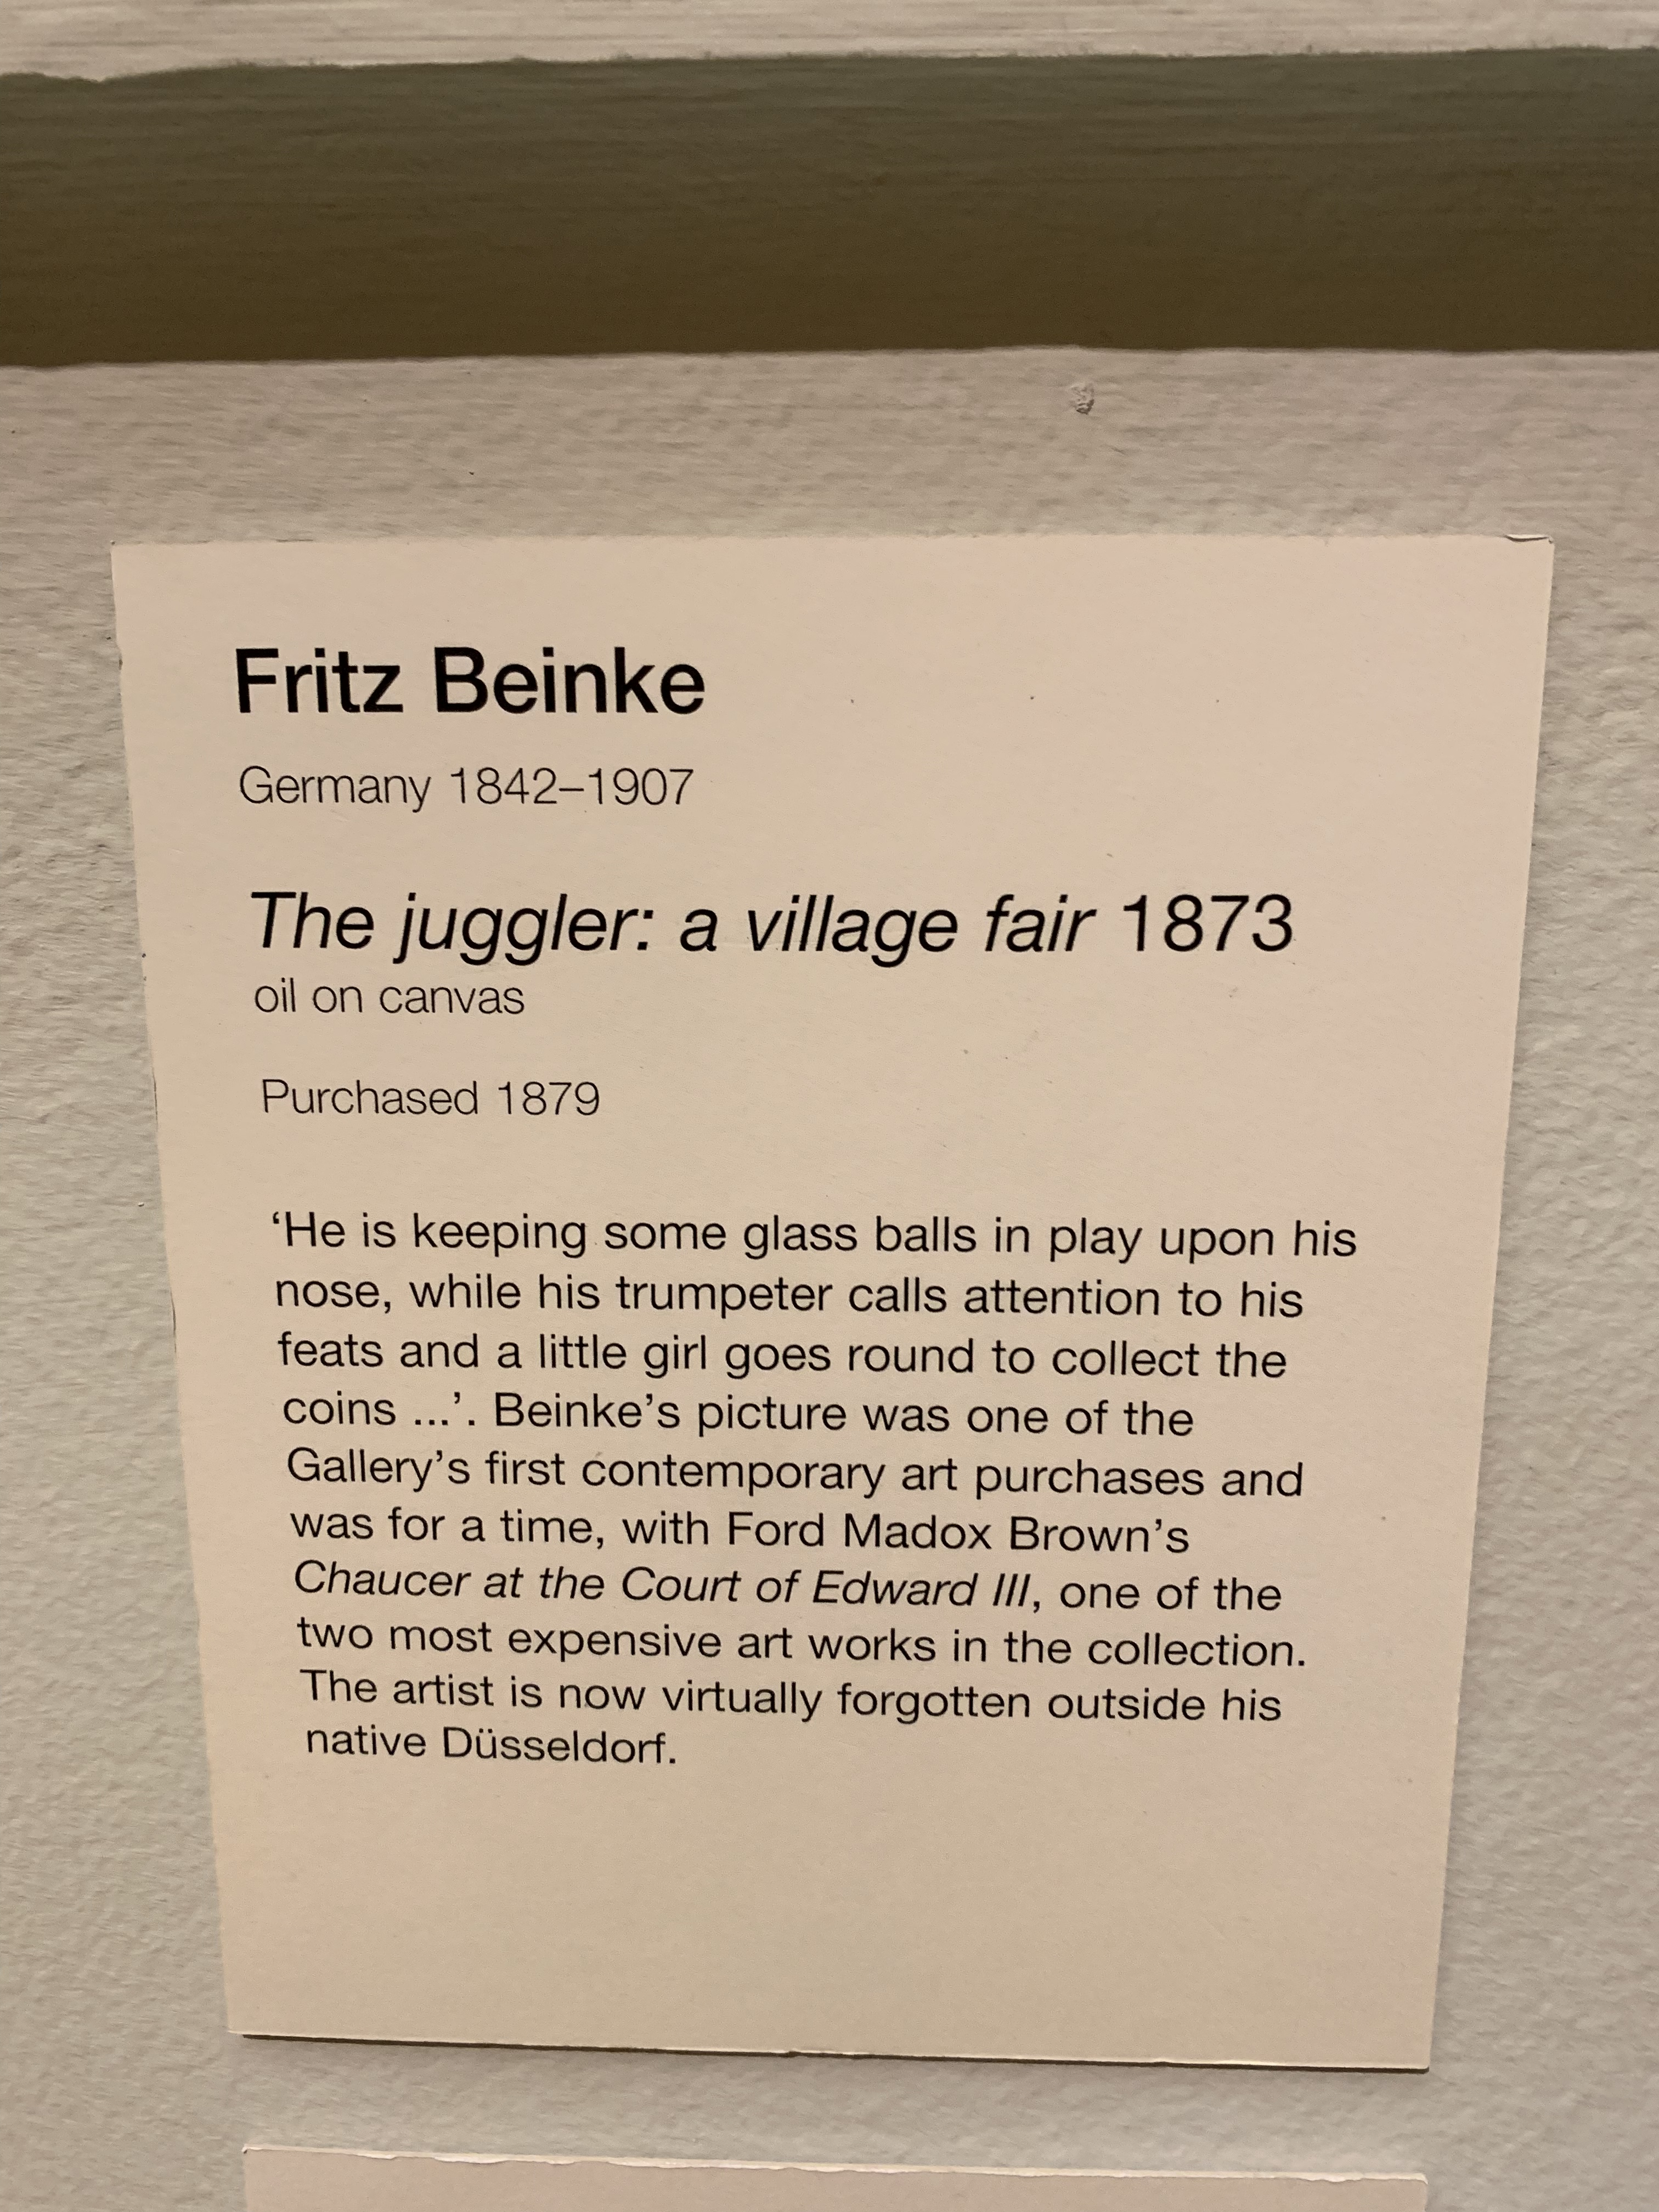 Fritz Beinke
Germany 1842–1907
The juggler: a village fair 1873
oil on canvas
Purchased 1879
‘He is keeping some glass balls in play upon his
nose, while his trumpeter calls attention to his
feats and a little girl goes round to collect the
coins ...’. Beinke’s picture was one of the
Gallery’s first contemporary art purchases and
was for a time, with Ford Madox Brown’s
Chaucer at the Court of Edward III, one of the
two most expensive art works in the collection.
The artist is now virtually forgotten outside his
native Düsseldorf.